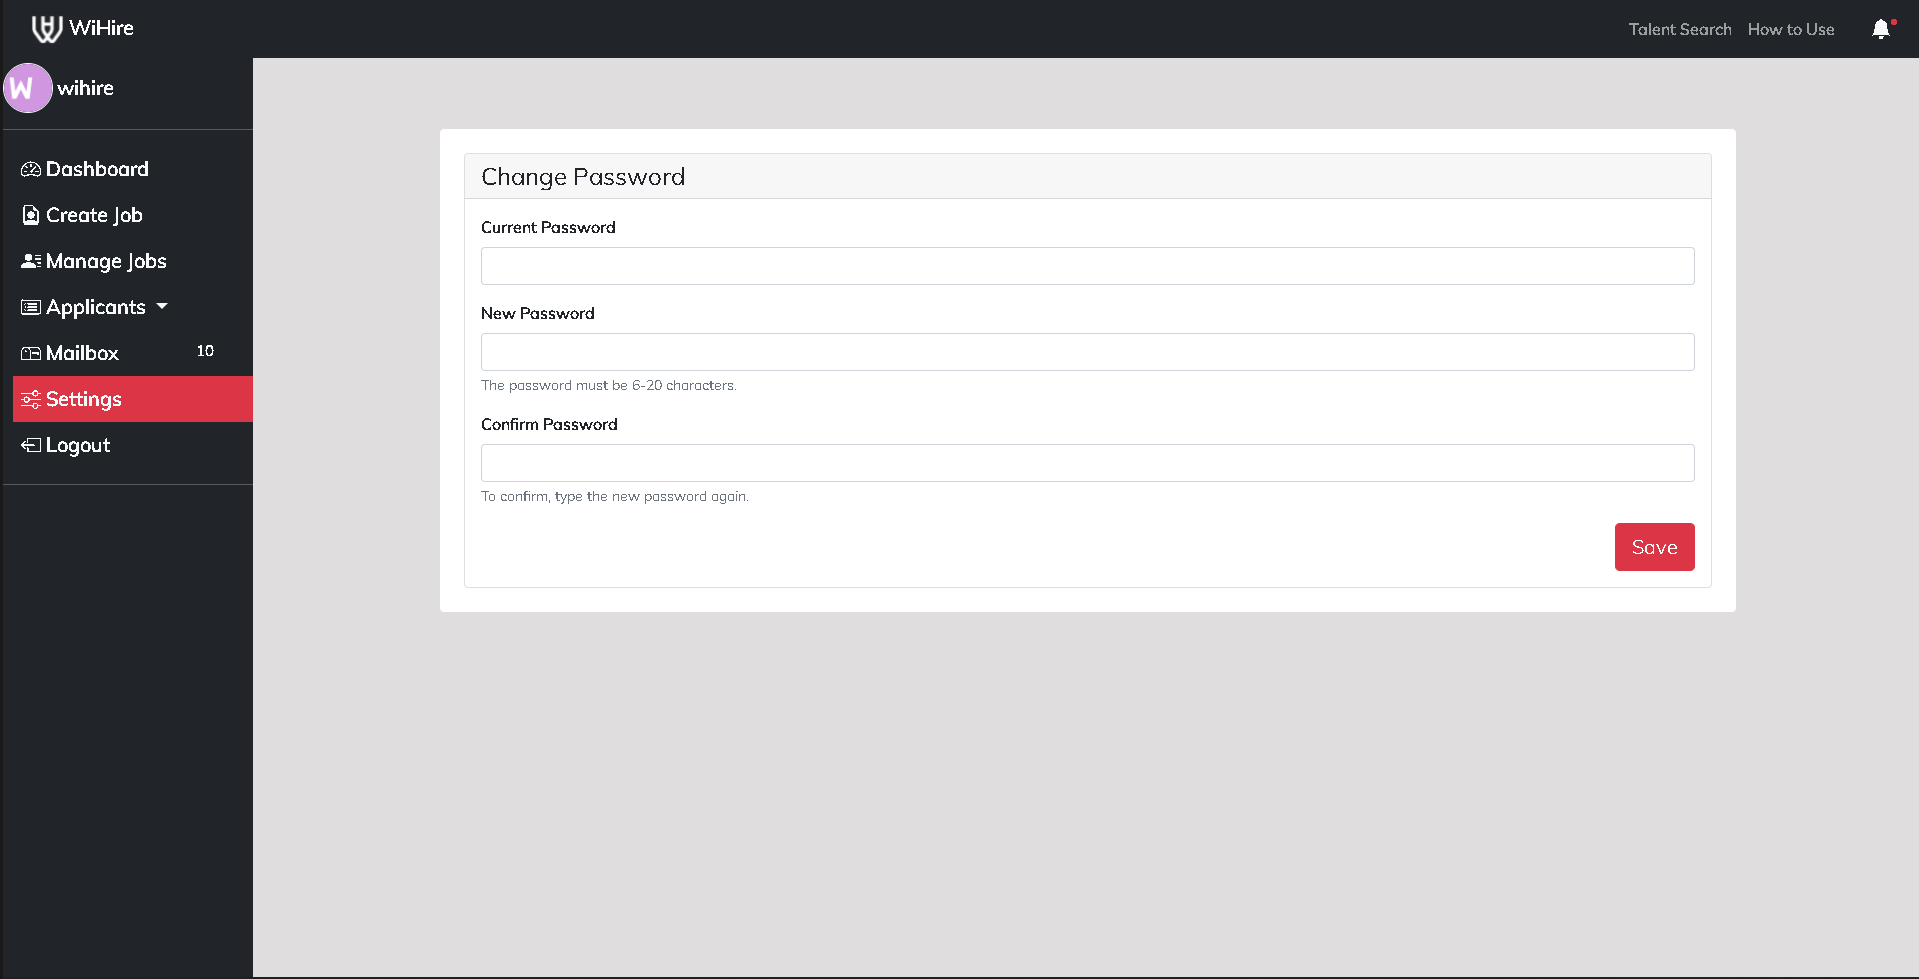 WiHire
Talent Search
How to Use
W
wihire
Dashboard
Create Job
Manage Jobs
Applicants
Mailbox 10
Settings
Logout
Change Password
Current Password
New Password
The password must be 6-20 characters.
Confirm Password
To confirm, type the new password again.
Save